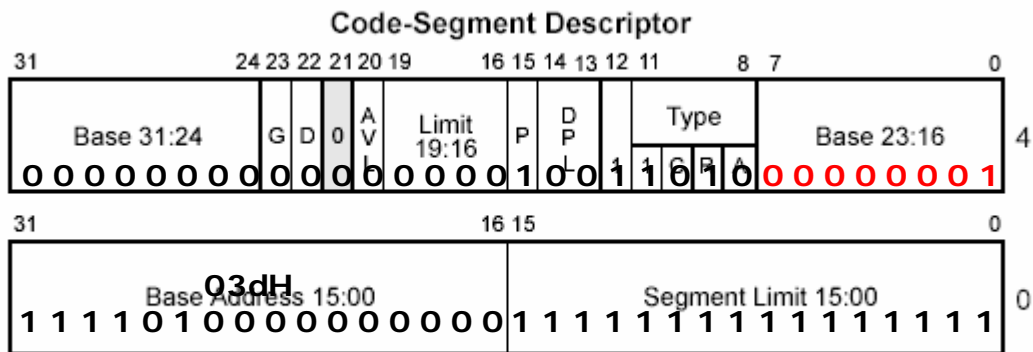 Code-Segment Descriptor
31 24 23 22 21 20 19 16 15 14 13 12 11 8 7 0
Base 31:24 G D 0 AVL Limit 19:16 P DPL Type Base 23:16 4
1 1 C R A
0 0 0 0 0 0 0 0 0 0 0 0 0 0 0 0 1 0 0 1 1 0 1 0 0 0 0 0 0 0 0 1
31 16 15 0
03dH
Base Address 15:00 Segment Limit 15:00 0
1 1 1 1 0 1 0 0 0 0 0 0 0 0 0 0 1 1 1 1 1 1 1 1 1 1 1 1 1 1 1 1